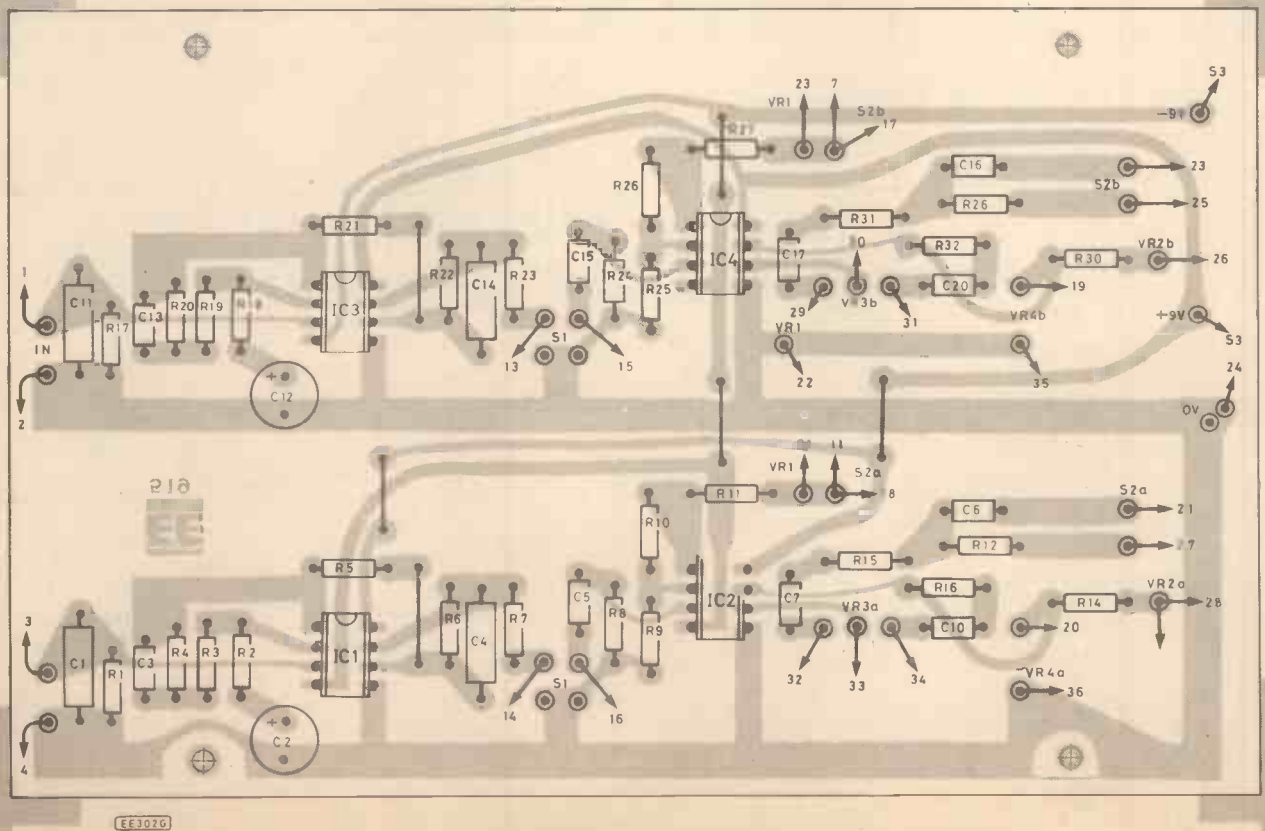 S3
23
7
VR1
S2b
17
R27
C16
23
S2b
R26
R26
25
R21
R31
C15
R32
IC4
C17
VR2b
R30
26
1
R22
C14
R23
R24
R25
C20
19
C11
C13
R20
R19
IC3
29
31
VR4b
+9V
R17
S1
VR1
S3
IN
13
15
22
35
24
C12
0V
2
VR1
11
S2a
R11
S2a
519
EE
R10
C6
21
R12
R5
R15
C5
C7
R16
VR2a
R14
28
3
R6
C4
R7
R8
R9
IC2
VR3a
C10
20
C1
R1
C3
R4
R3
R2
IC1
32
33
34
S1
VR4a
36
14
16
C2
4
EE302G